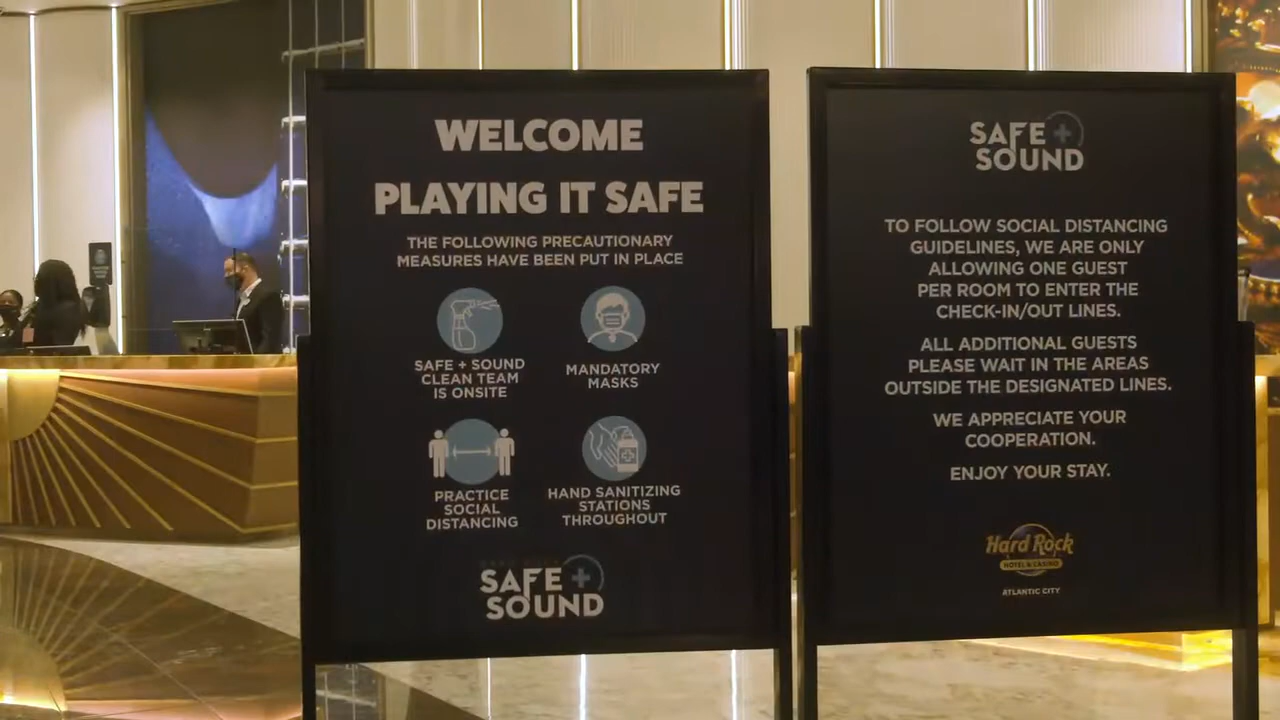 WELCOME
PLAYING IT SAFE
THE FOLLOWING PRECAUTIONARY
MEASURES HAVE BEEN PUT IN PLACE
SAFE + SOUND
CLEAN TEAM
IS ONSITE
MANDATORY
MASKS
PRACTICE
SOCIAL
DISTANCING
HAND SANITIZING
STATIONS
THROUGHOUT
SAFE +
SOUND
SAFE +
SOUND
TO FOLLOW SOCIAL DISTANCING
GUIDELINES, WE ARE ONLY
ALLOWING ONE GUEST
PER ROOM TO ENTER THE
CHECK-IN/OUT LINES.
ALL ADDITIONAL GUESTS
PLEASE WAIT IN THE AREAS
OUTSIDE THE DESIGNATED LINES.
WE APPRECIATE YOUR
COOPERATION.
ENJOY YOUR STAY.
Hard Rock
HOTEL & CASINO
ATLANTIC CITY